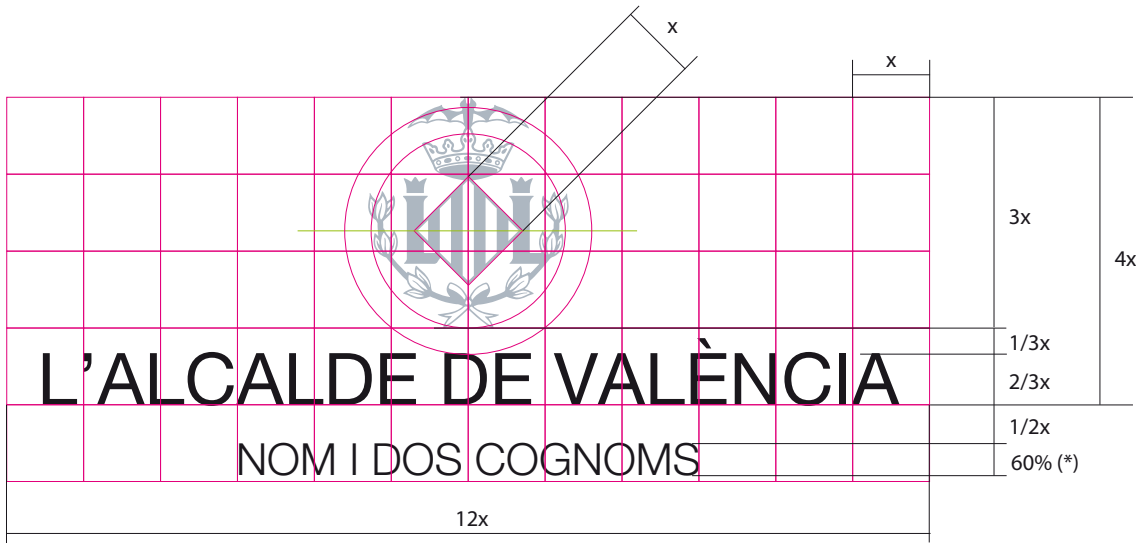 x
x
3x
4x
1/3x
L’ALCALDE DE VALÈNCIA
2/3x
1/2x
NOM I DOS COGNOMS
60% (*)
12x